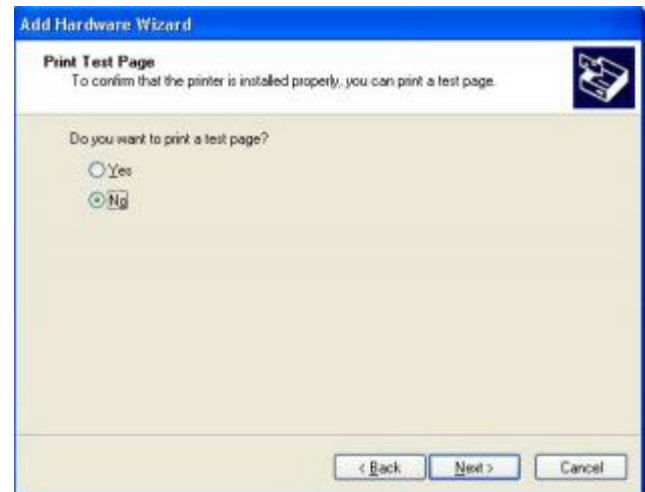 Add Hardware Wizard
Print Test Page
To confirm that the printer is installed properly, you can print a test page.
Do you want to print a test page?
Yes
No
< Back Next > Cancel